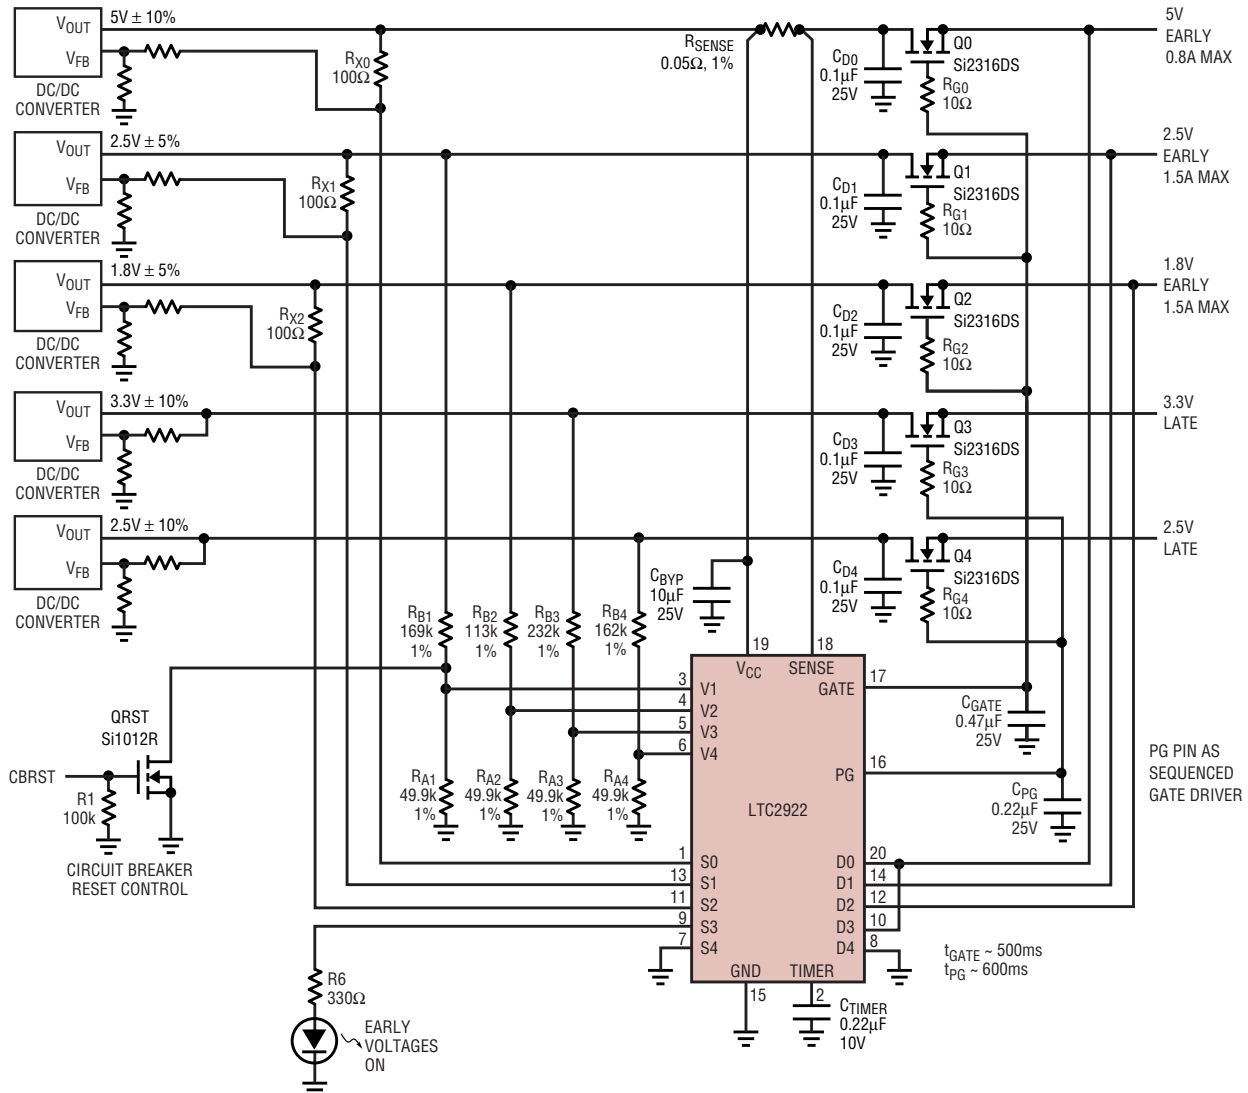 VOUT
5V ± 10%
VFB
DC/DC
CONVERTER
RX0
100Ω
RSENSE
0.05Ω, 1%
CD0
0.1µF
25V
Q0
Si2316DS
RG0
10Ω
5V
EARLY
0.8A MAX
VOUT
2.5V ± 5%
VFB
DC/DC
CONVERTER
RX1
100Ω
CD1
0.1µF
25V
Q1
Si2316DS
RG1
10Ω
2.5V
EARLY
1.5A MAX
VOUT
1.8V ± 5%
VFB
DC/DC
CONVERTER
RX2
100Ω
CD2
0.1µF
25V
Q2
Si2316DS
RG2
10Ω
1.8V
EARLY
1.5A MAX
VOUT
3.3V ± 10%
VFB
DC/DC
CONVERTER
CD3
0.1µF
25V
Q3
Si2316DS
RG3
10Ω
3.3V
LATE
VOUT
2.5V ± 10%
VFB
DC/DC
CONVERTER
CD4
0.1µF
25V
Q4
Si2316DS
RG4
10Ω
2.5V
LATE
RB1
169k
1%
RB2
113k
1%
RB3
232k
1%
RB4
162k
1%
CBYP
10µF
25V
19
18
VCC
SENSE
GATE
17
3
V1
4
V2
5
V3
6
V4
CGATE
0.47µF
25V
QRST
Si1012R
CBRST
R1
100k
CIRCUIT BREAKER
RESET CONTROL
RA1
49.9k
1%
RA2
49.9k
1%
RA3
49.9k
1%
RA4
49.9k
1%
PG
16
LTC2922
CPG
0.22µF
25V
PG PIN AS
SEQUENCED
GATE DRIVER
1
S0
13
S1
11
S2
9
S3
7
S4
D0
20
D1
14
D2
12
D3
10
D4
8
GND
TIMER
15
2
tGATE ~ 500ms
tPG ~ 600ms
CTIMER
0.22µF
10V
R6
330Ω
EARLY
VOLTAGES
ON